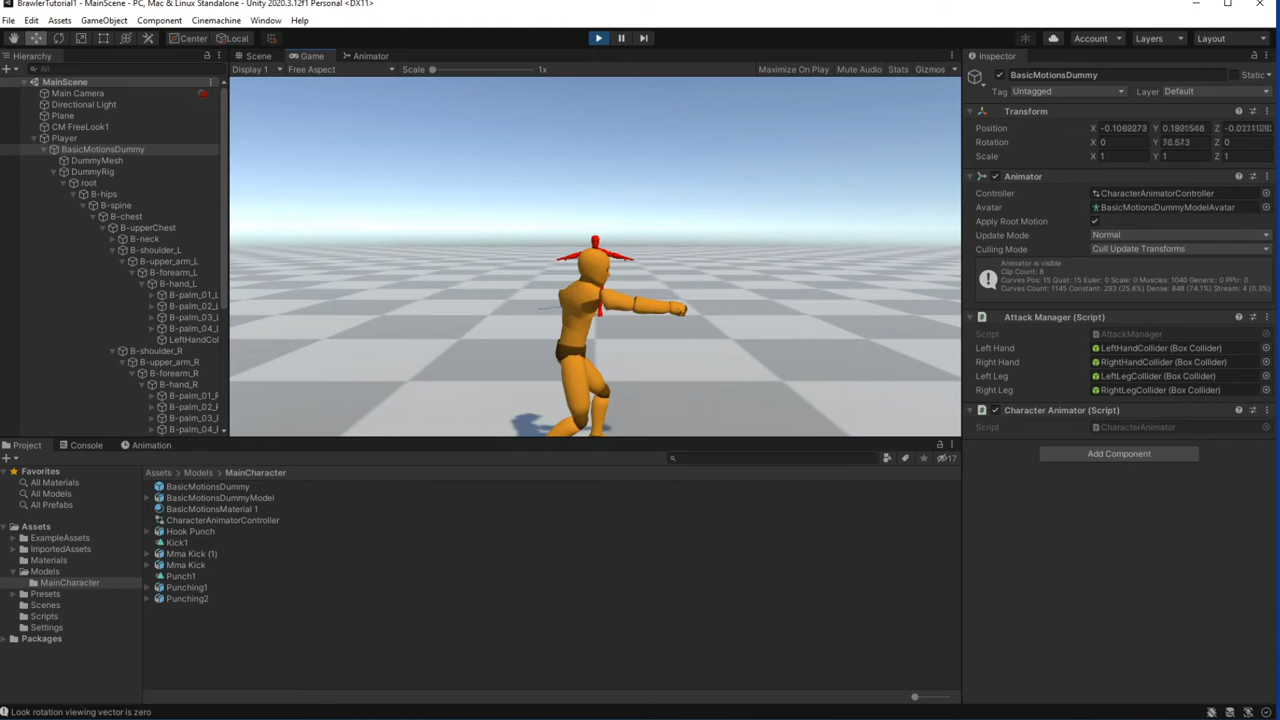 BrawlerTutorial1 - MainScene - PC, Mac & Linux Standalone - Unity 2020.3.12f1 Personal <DX11>
File Edit Assets GameObject Component Cinemachine Window Help
Center Local Account Layers Layout
Hierarchy
All
MainScene
Main Camera
Directional Light
Plane
CM FreeLook1
Player
BasicMotionsDummy
DummyMesh
DummyRig
root
B-hips
B-spine
B-chest
B-upperChest
B-neck
B-shoulder_L
B-upper_arm_L
B-forearm_L
B-hand_L
B-palm_01_L
B-palm_02_L
B-palm_03_L
B-palm_04_L
LeftHandCol
B-shoulder_R
B-upper_arm_R
B-forearm_R
B-hand_R
B-palm_01_R
B-palm_02_R
B-palm_03_R
B-palm_04_R
Scene Game Animator
Display 1 Free Aspect Scale 1x Maximize On Play Mute Audio Stats Gizmos
Inspector
BasicMotionsDummy Static
Tag Untagged Layer Default
Transform
Position X -0.1069273 Y 0.1891546 Z
Rotation X 0 Y Z 0
Scale X 1 Y 1 Z 1
Animator
Controller CharacterAnimatorController
Avatar BasicMotionsDummyModelAvatar
Apply Root Motion
Update Mode Normal
Culling Mode Cull Update Transforms
Animator is visible
Clip Count: 8
Curves Pos: 15 Quat: 15 Euler: 0 Scale: 0 Muscles: 1040 Generic: 0 PPtr: 0
Curves Count: 1145 Constant: 293 (25.6%) Dense: 848 (74.1%) Stream: 4 (0.3%)
Attack Manager (Script)
Script AttackManager
Left Hand LeftHandCollider (Box Collider)
Right Hand RightHandCollider (Box Collider)
Left Leg LeftLegCollider (Box Collider)
Right Leg RightLegCollider (Box Collider)
Character Animator (Script)
Script CharacterAnimator
Add Component
Project Console Animation
17
Favorites
All Materials
All Models
All Prefabs
Assets
ExampleAssets
ImportedAssets
Materials
Models
MainCharacter
Presets
Scenes
Scripts
Settings
Packages
Assets Models MainCharacter
BasicMotionsDummy
BasicMotionsDummyModel
BasicMotionsMaterial 1
CharacterAnimatorController
Hook Punch
Kick1
Mma Kick (1)
Mma Kick
Punch1
Punching1
Punching2
Look rotation viewing vector is zero